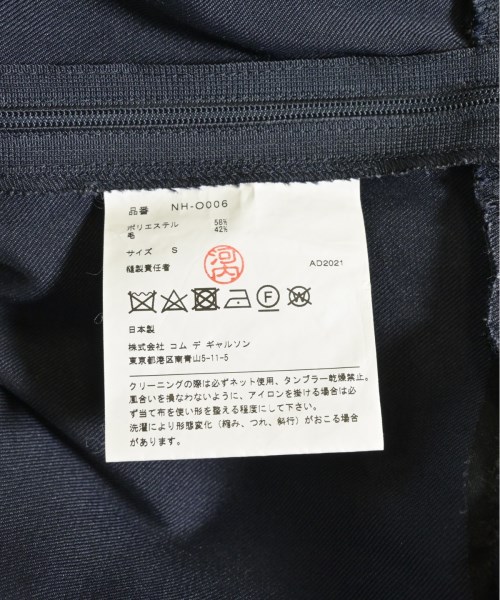 品番 NH-O006
ポリエステル 58%
毛 42%
サイズ S
縫製責任者 河内 AD2021
F W
日本製
株式会社 コム デ ギャルソン
東京都港区南青山5-11-5
クリーニングの際は必ずネット使用、タンブラー乾燥禁止。
風合いを損なわないように、アイロンを掛ける場合は必
ず当て布を使い形を整える程度にして下さい。
洗濯により形態変化（縮み、つれ、斜行）がおこる場合
があります。